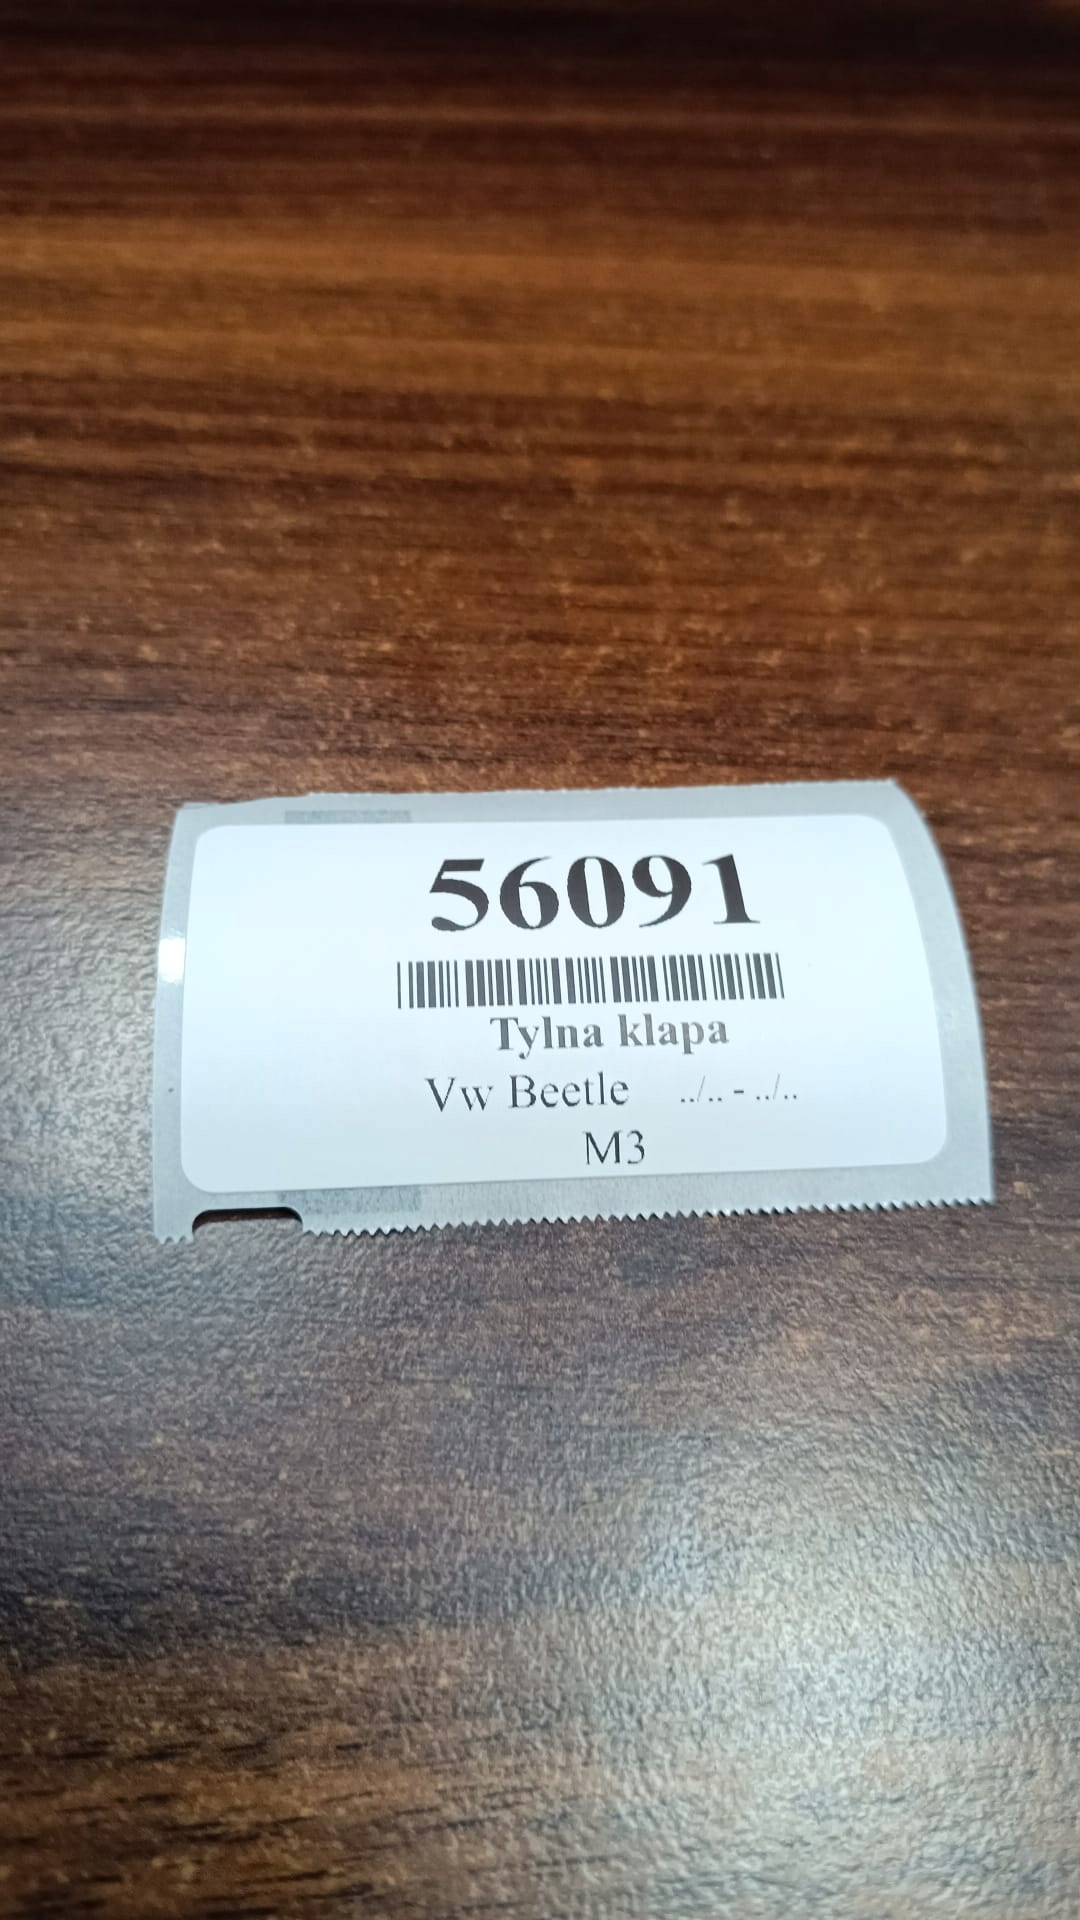 56091
Tylna klapa
Vw Beetle ../.. - ../..
M3